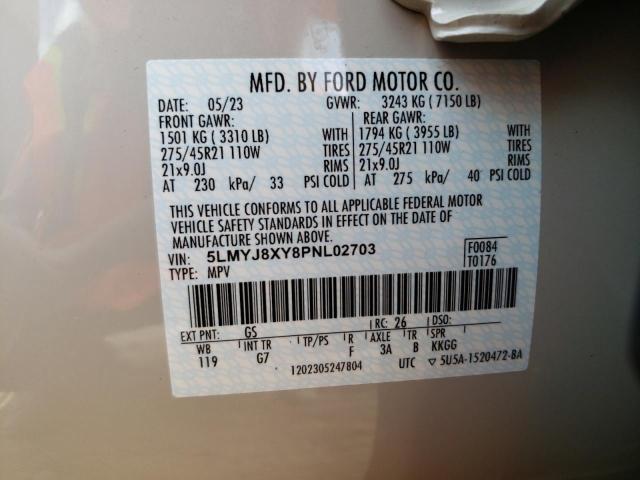 MFD. BY FORD MOTOR CO.
DATE: 05/23 GVWR: 3243 KG ( 7150 LB)
FRONT GAWR: REAR GAWR:
1501 KG ( 3310 LB) WITH 1794 KG ( 3955 LB) WITH
275/45R21 110W TIRES 275/45R21 110W TIRES
21x9.0J RIMS 21x9.0J RIMS
AT 230 kPa/ 33 PSI COLD AT 275 kPa/ 40 PSI COLD
THIS VEHICLE CONFORMS TO ALL APPLICABLE FEDERAL MOTOR
VEHICLE SAFETY STANDARDS IN EFFECT ON THE DATE OF
MANUFACTURE SHOWN ABOVE.
VIN: 5LMYJ8XY8PNL02703 F0084
TYPE: MPV T0176
EXT PNT: GS RC: 26 DSO:
WB INT TR TP/PS R AXLE TR SPR
119 G7 F 3A B KKGG
1202305247804 UTC ▽ 5U5A-1520472-BA